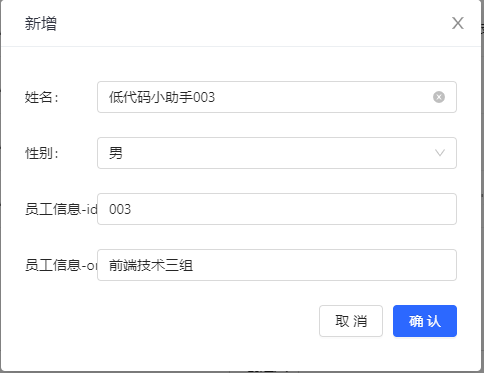 新增
姓名：
低代码小助手003
性别：
男
员工信息-id
003
员工信息-or
前端技术三组
取 消
确 认